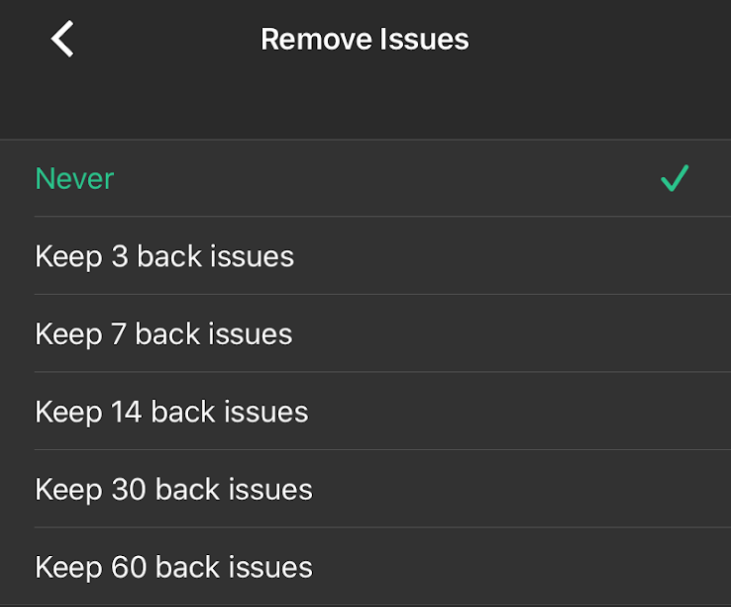 Remove Issues
Never
Keep 3 back issues
Keep 7 back issues
Keep 14 back issues
Keep 30 back issues
Keep 60 back issues